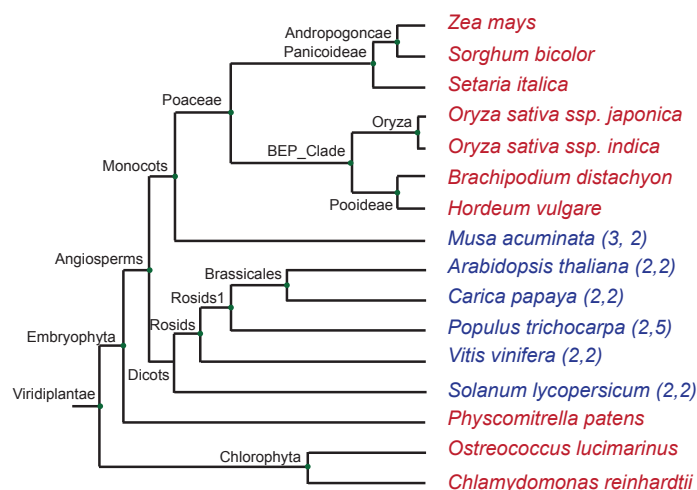 Zea mays
Andropogoncae
Panicoideae
Sorghum bicolor
Setaria italica
Poaceae
Oryza sativa ssp. japonica
Oryza
BEP_Clade
Oryza sativa ssp. indica
Monocots
Brachipodium distachyon
Pooideae
Hordeum vulgare
Musa acuminata (3, 2)
Angiosperms
Arabidopsis thaliana (2,2)
Brassicales
Carica papaya (2,2)
Rosids1
Populus trichocarpa (2,5)
Rosids
Embryophyta
Vitis vinifera (2,2)
Dicots
Solanum lycopersicum (2,2)
Viridiplantae
Physcomitrella patens
Ostreococcus lucimarinus
Chlorophyta
Chlamydomonas reinhardtii